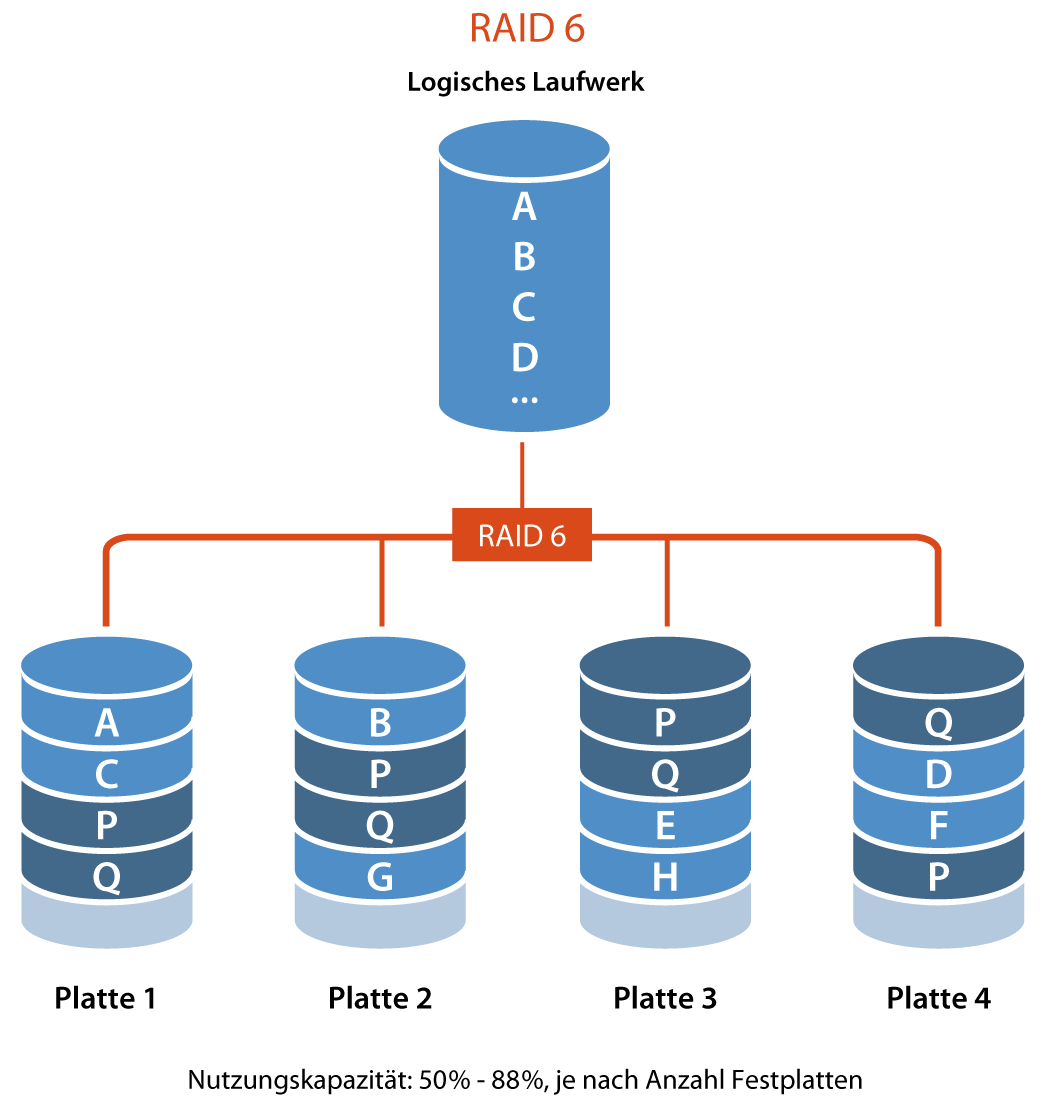 RAID 6
Logisches Laufwerk
A
B
C
D
...
RAID 6
A B P Q
C P Q D
P Q E F
Q G H P
Platte 1 Platte 2 Platte 3 Platte 4
Nutzungskapazität: 50% - 88%, je nach Anzahl Festplatten